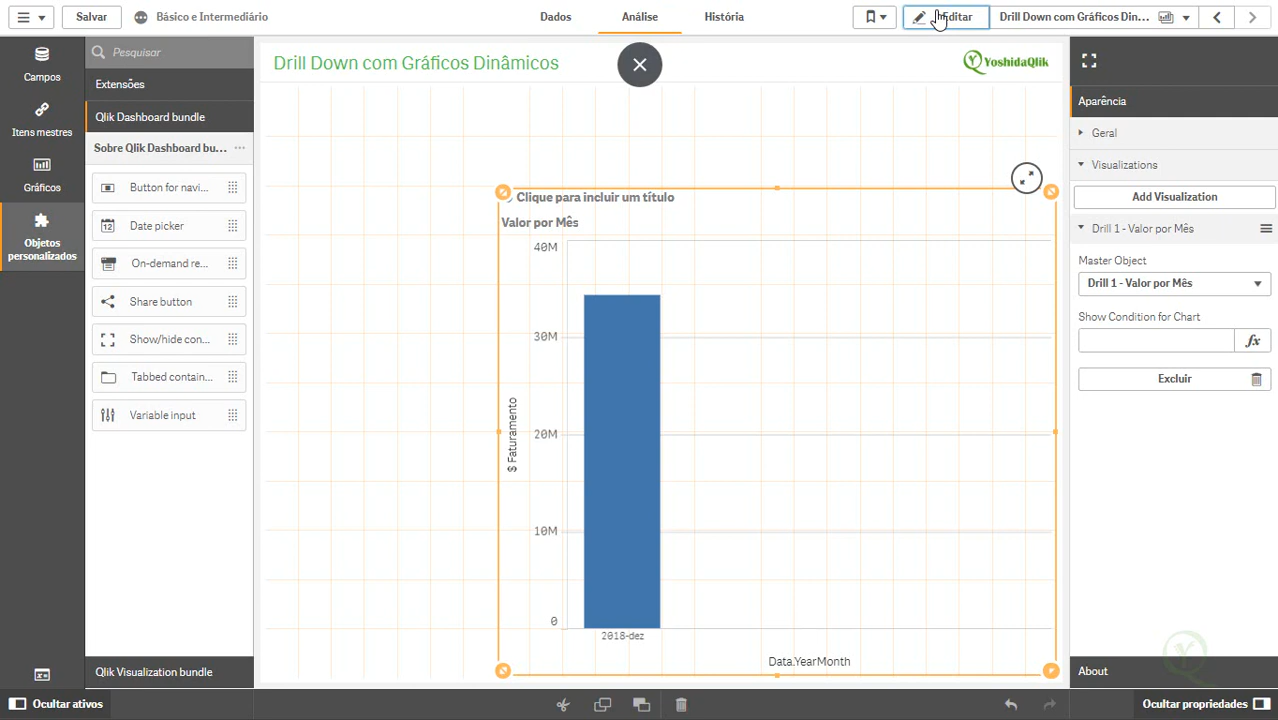 Salvar
Básico e Intermediário
Dados
Análise
História
Editar
Drill Down com Gráficos Din...
Campos
Itens mestres
Gráficos
Objetos
personalizados
Pesquisar
Extensões
Qlik Dashboard bundle
Sobre Qlik Dashboard bu...
Button for navi...
Date picker
On-demand re...
Share button
Show/hide con...
Tabbed contain...
Variable input
Qlik Visualization bundle
Drill Down com Gráficos Dinâmicos
YoshidaQlik
Clique para incluir um título
Valor por Mês
40M
30M
20M
10M
0
$ Faturamento
2018-dez
Data.YearMonth
Aparência
Geral
Visualizations
Add Visualization
Drill 1 - Valor por Mês
Master Object
Drill 1 - Valor por Mês
Show Condition for Chart
fx
Excluir
About
Ocultar ativos
Ocultar propriedades